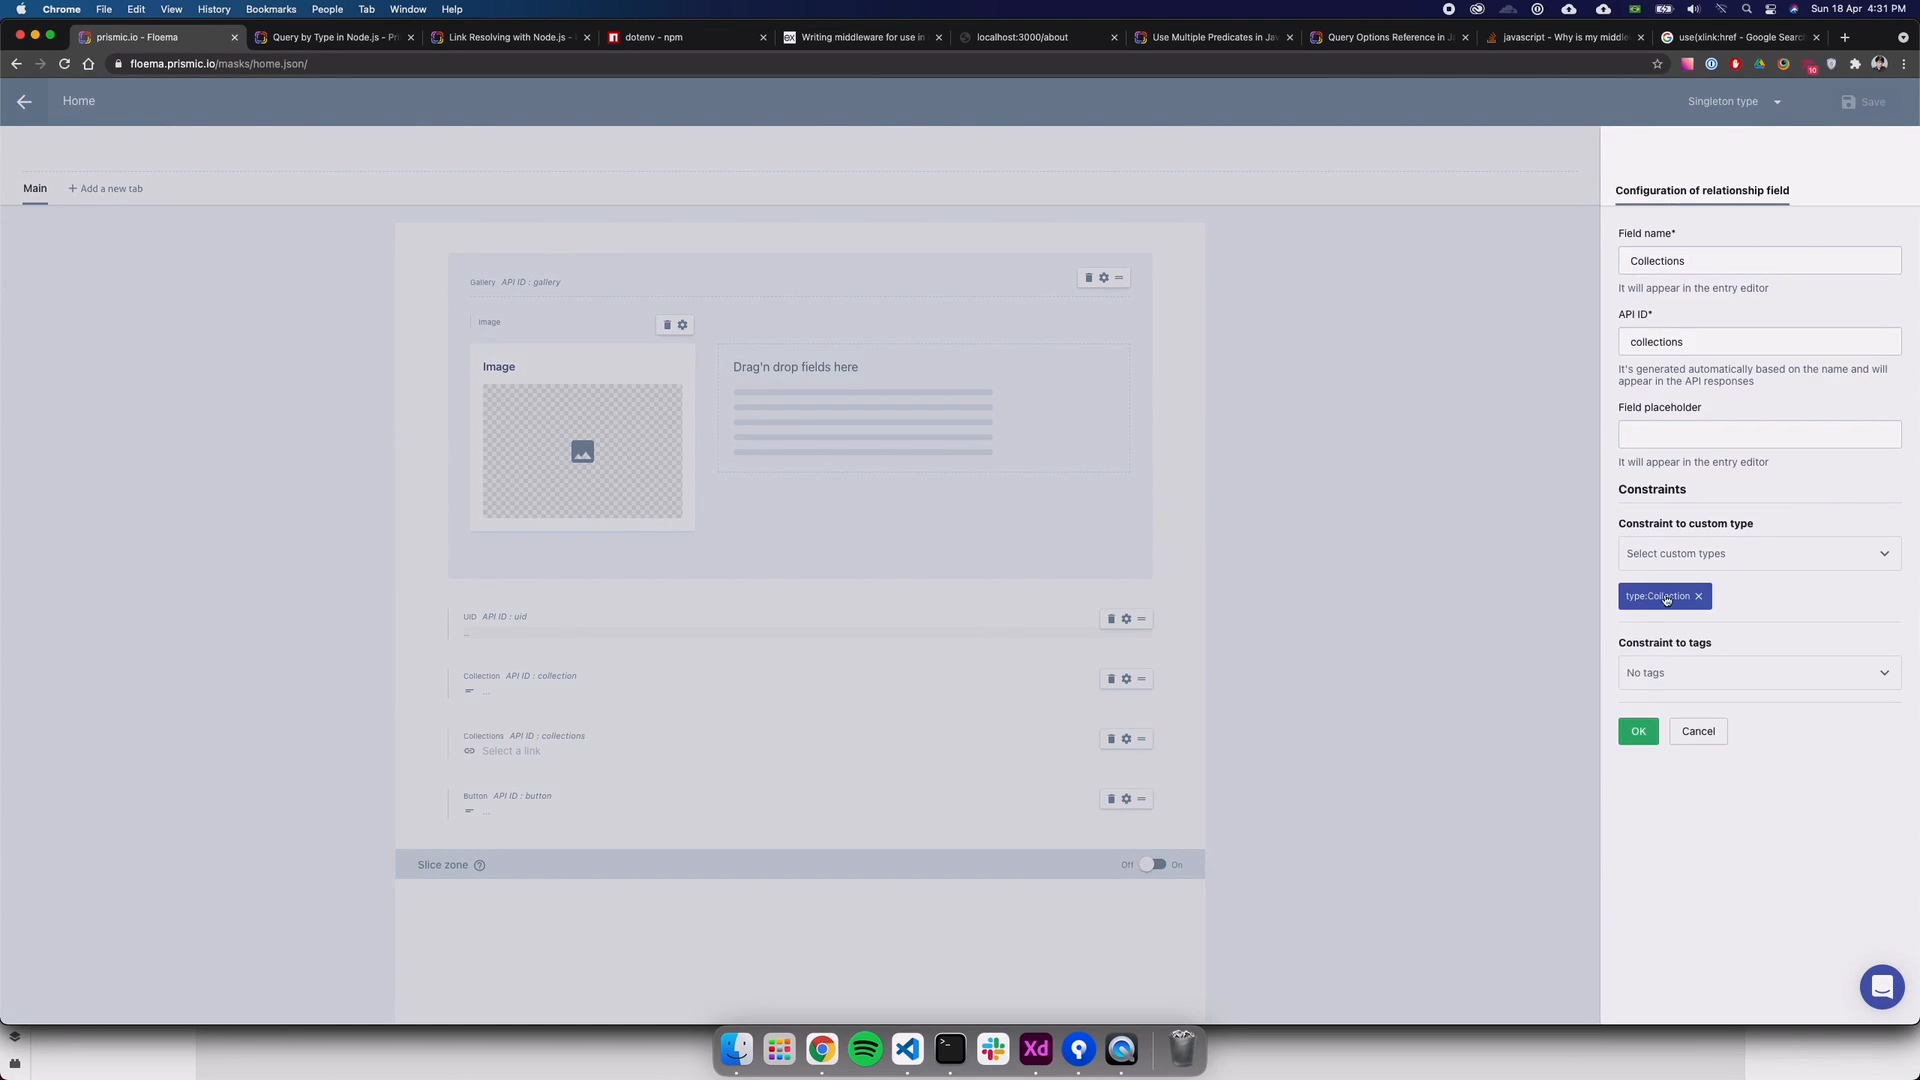 Chrome File Edit View History Bookmarks People Tab Window Help
Sun 18 Apr 4:31 PM
prismic.io - Floema
Query by Type in Node.js - Pri
Link Resolving with Node.js -
dotenv - npm
Writing middleware for use in
localhost:3000/about
Use Multiple Predicates in Jav
Query Options Reference in J
javascript - Why is my middle
use(xlink:href - Google Searc
floema.prismic.io/masks/home.json/
10
Home
Singleton type
Save
Main
+ Add a new tab
Configuration of relationship field
Field name*
Collections
It will appear in the entry editor
API ID*
collections
It's generated automatically based on the name and will
appear in the API responses
Field placeholder
It will appear in the entry editor
Constraints
Constraint to custom type
Select custom types
type:Collection
Constraint to tags
No tags
OK
Cancel
Gallery API ID : gallery
Image
Image
Drag'n drop fields here
UID API ID : uid
...
Collection API ID : collection
...
Collections API ID : collections
Select a link
Button API ID : button
...
Slice zone
Off On
Xd